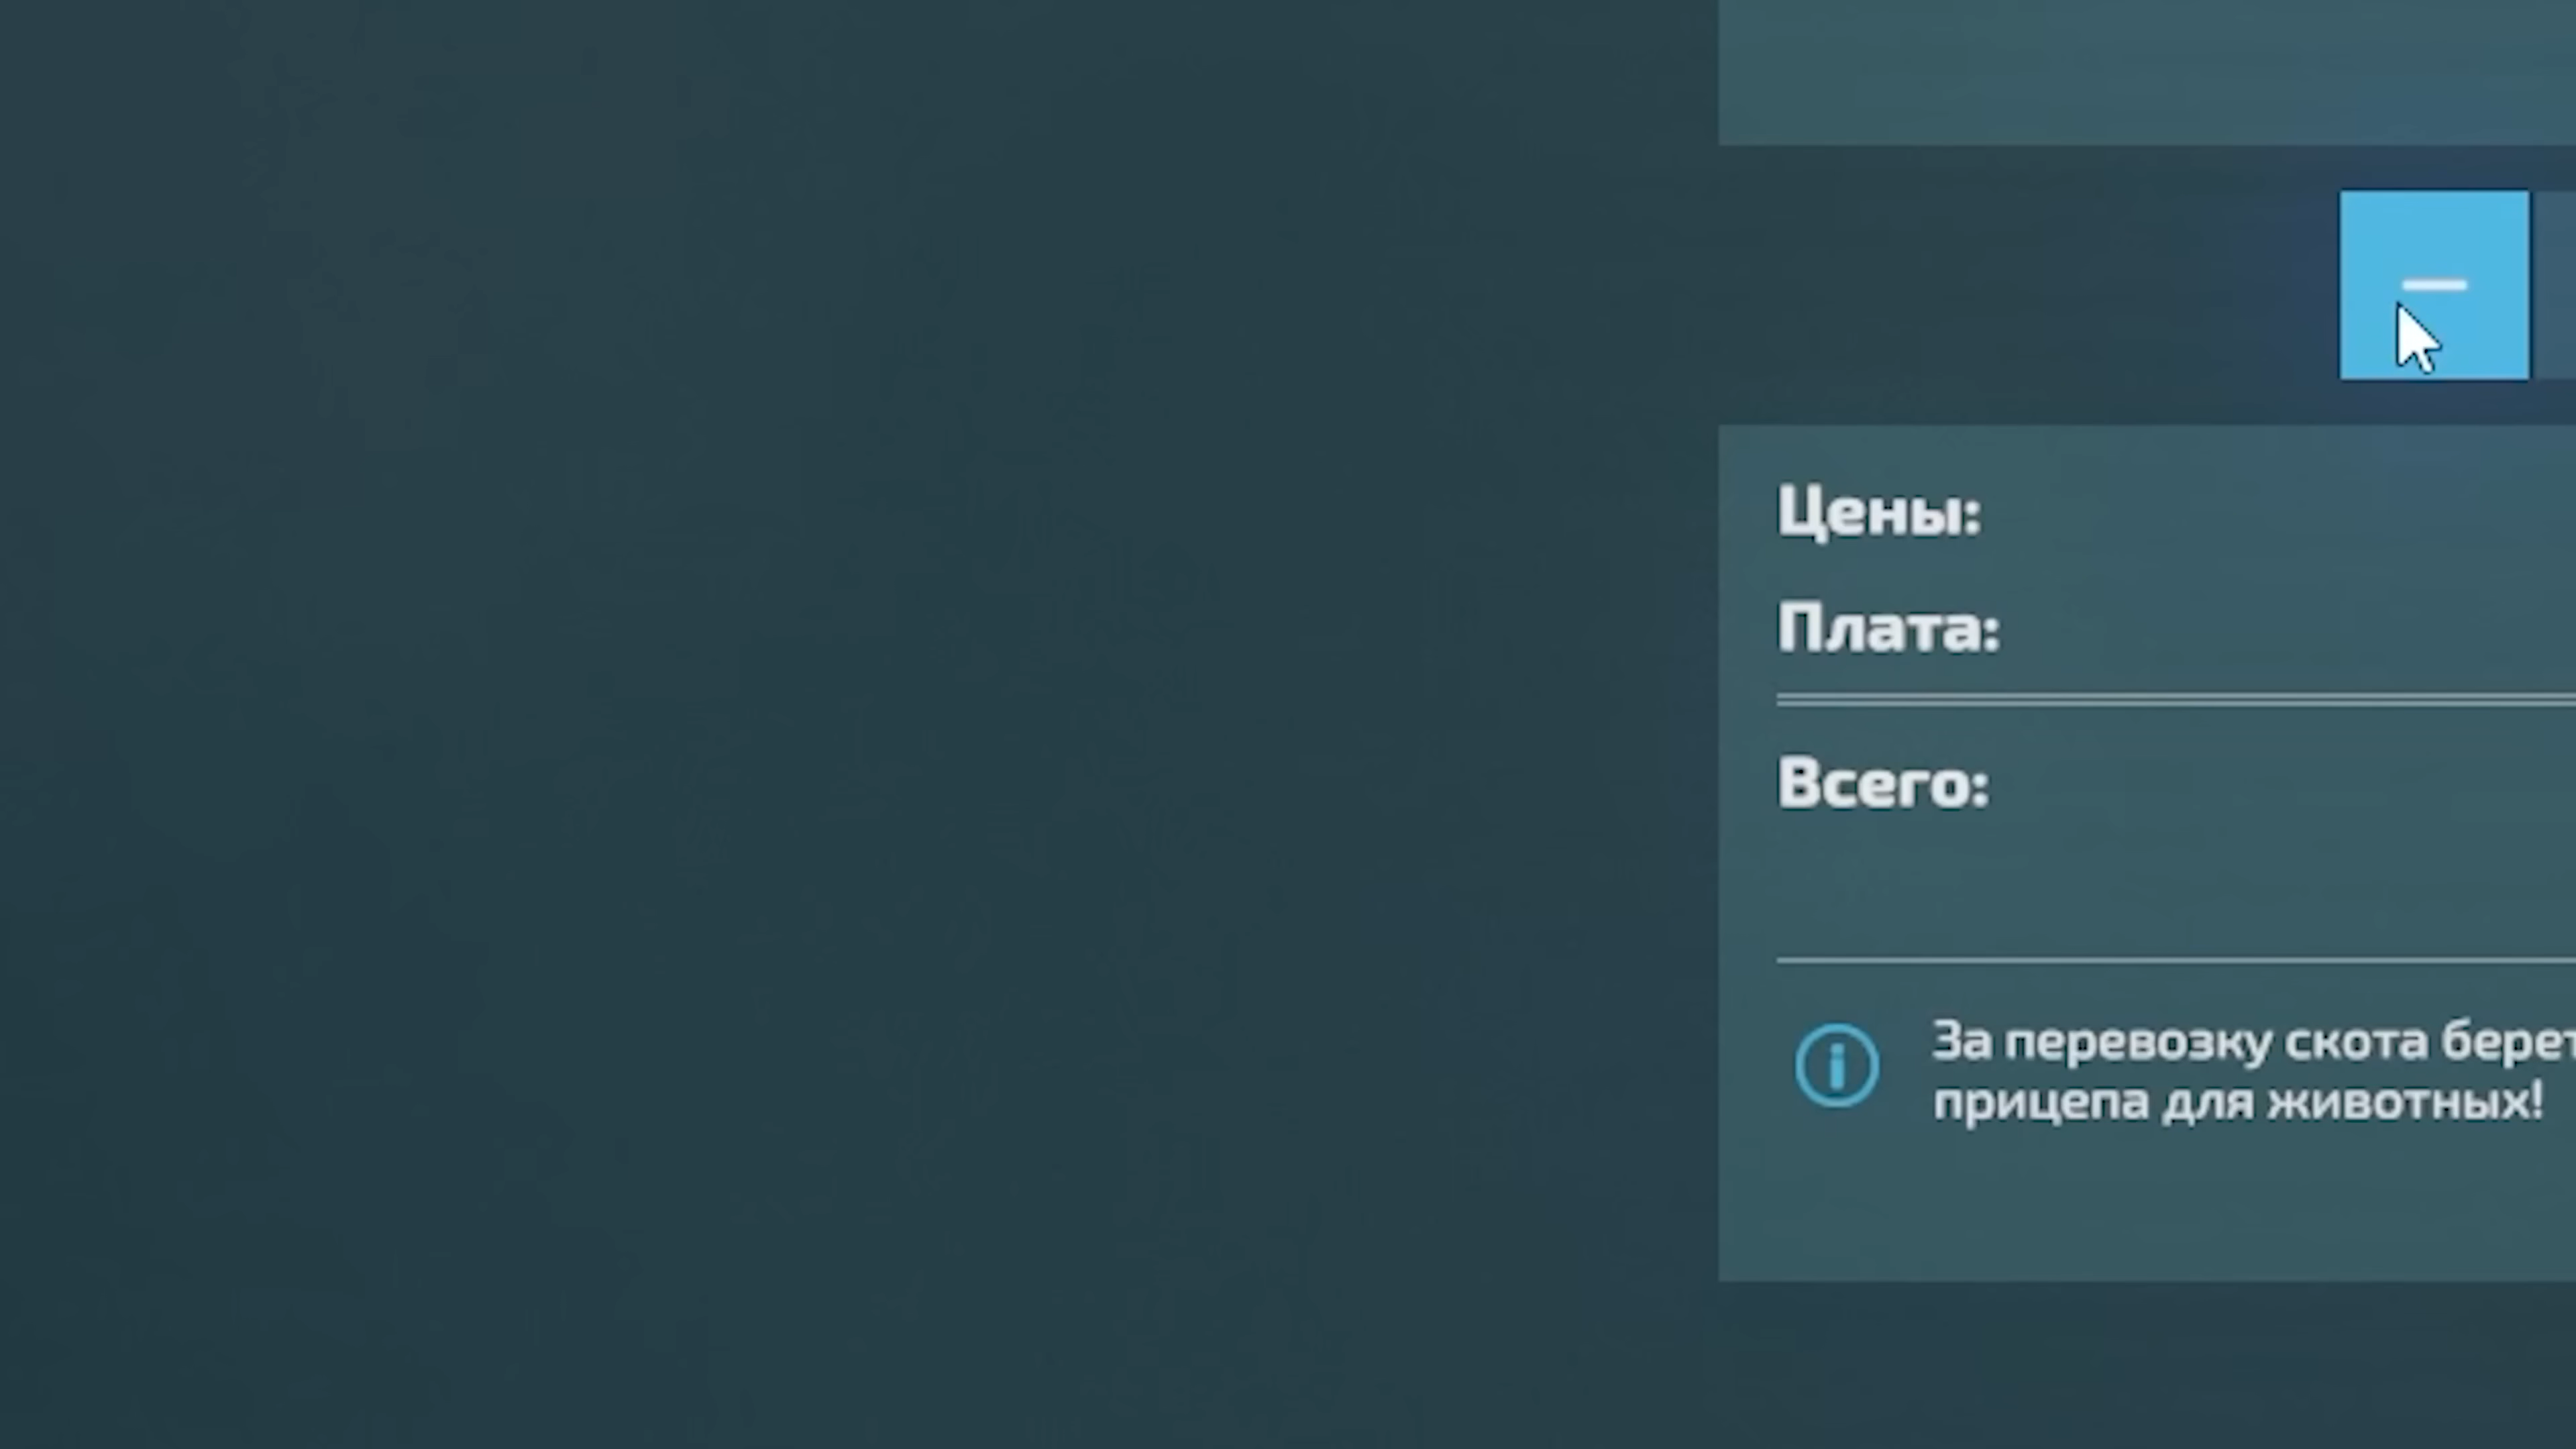 Цены:
Плата:
Всего:
За перевозку скота берет
прицепа для животных!